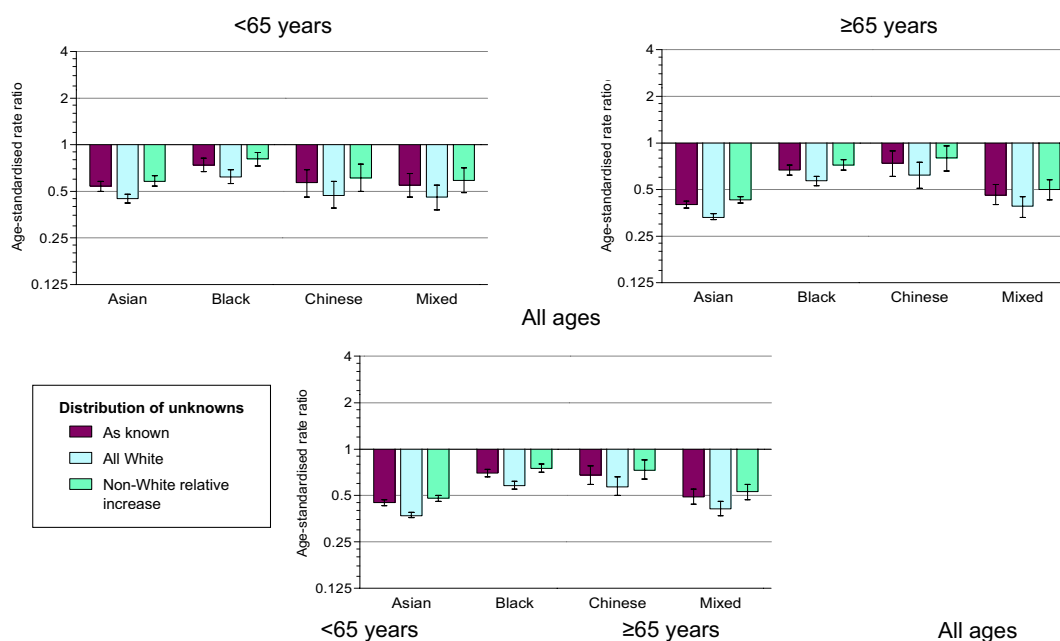 <65 years
4
2
1
0.5
0.25
0.125
Age-standardised rate ratio
Asian Black Chinese Mixed
≥65 years
4
2
1
0.5
0.25
0.125
Age-standardised rate ratio
Asian Black Chinese Mixed
All ages
4
2
1
0.5
0.25
0.125
Age-standardised rate ratio
Asian Black Chinese Mixed
Distribution of unknowns
As known
All White
Non-White relative
increase
<65 years ≥65 years All ages